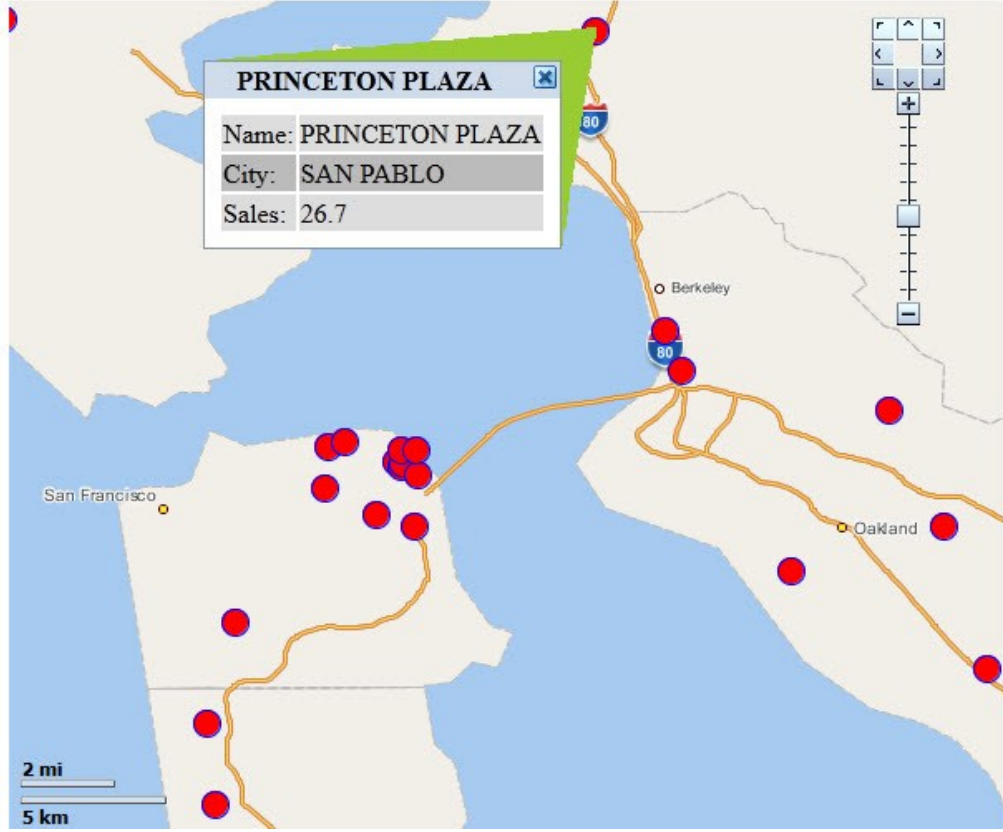 PRINCETON PLAZA
Name: PRINCETON PLAZA
City: SAN PABLO
Sales: 26.7
80
Berkeley
80
San Francisco
Oakland
2 mi
5 km